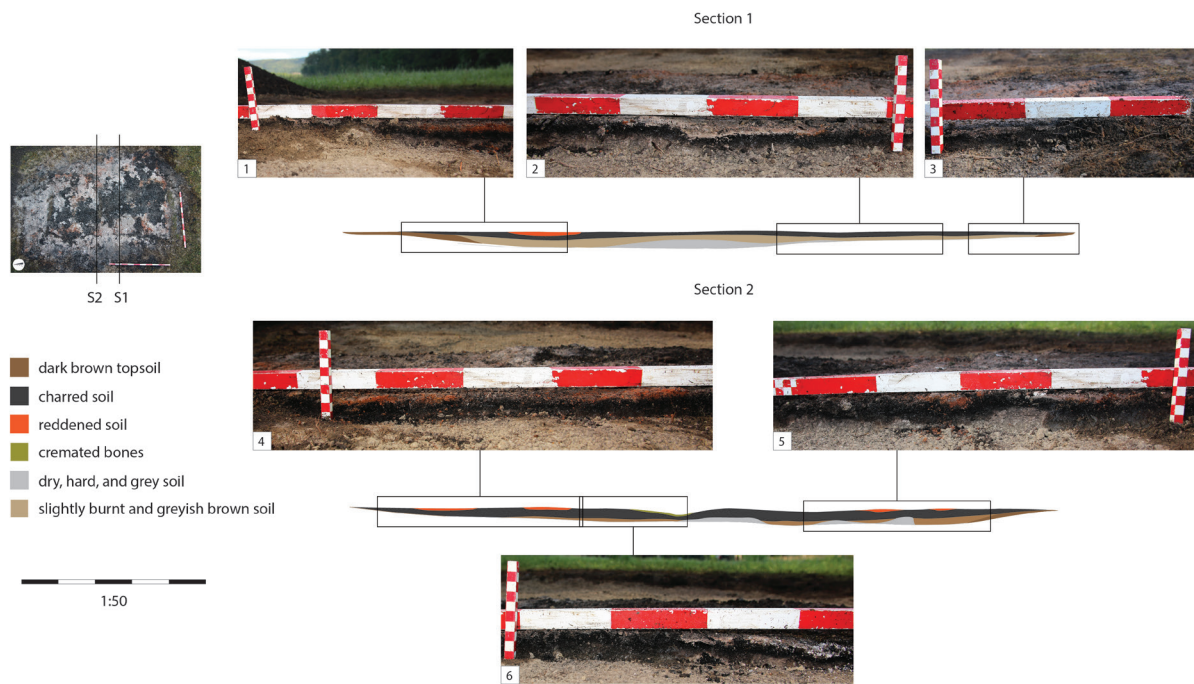 Section 1
1
2
3
S2 S1
Section 2
dark brown topsoil
charred soil
reddened soil
cremated bones
dry, hard, and grey soil
slightly burnt and greyish brown soil
4
5
1:50
6